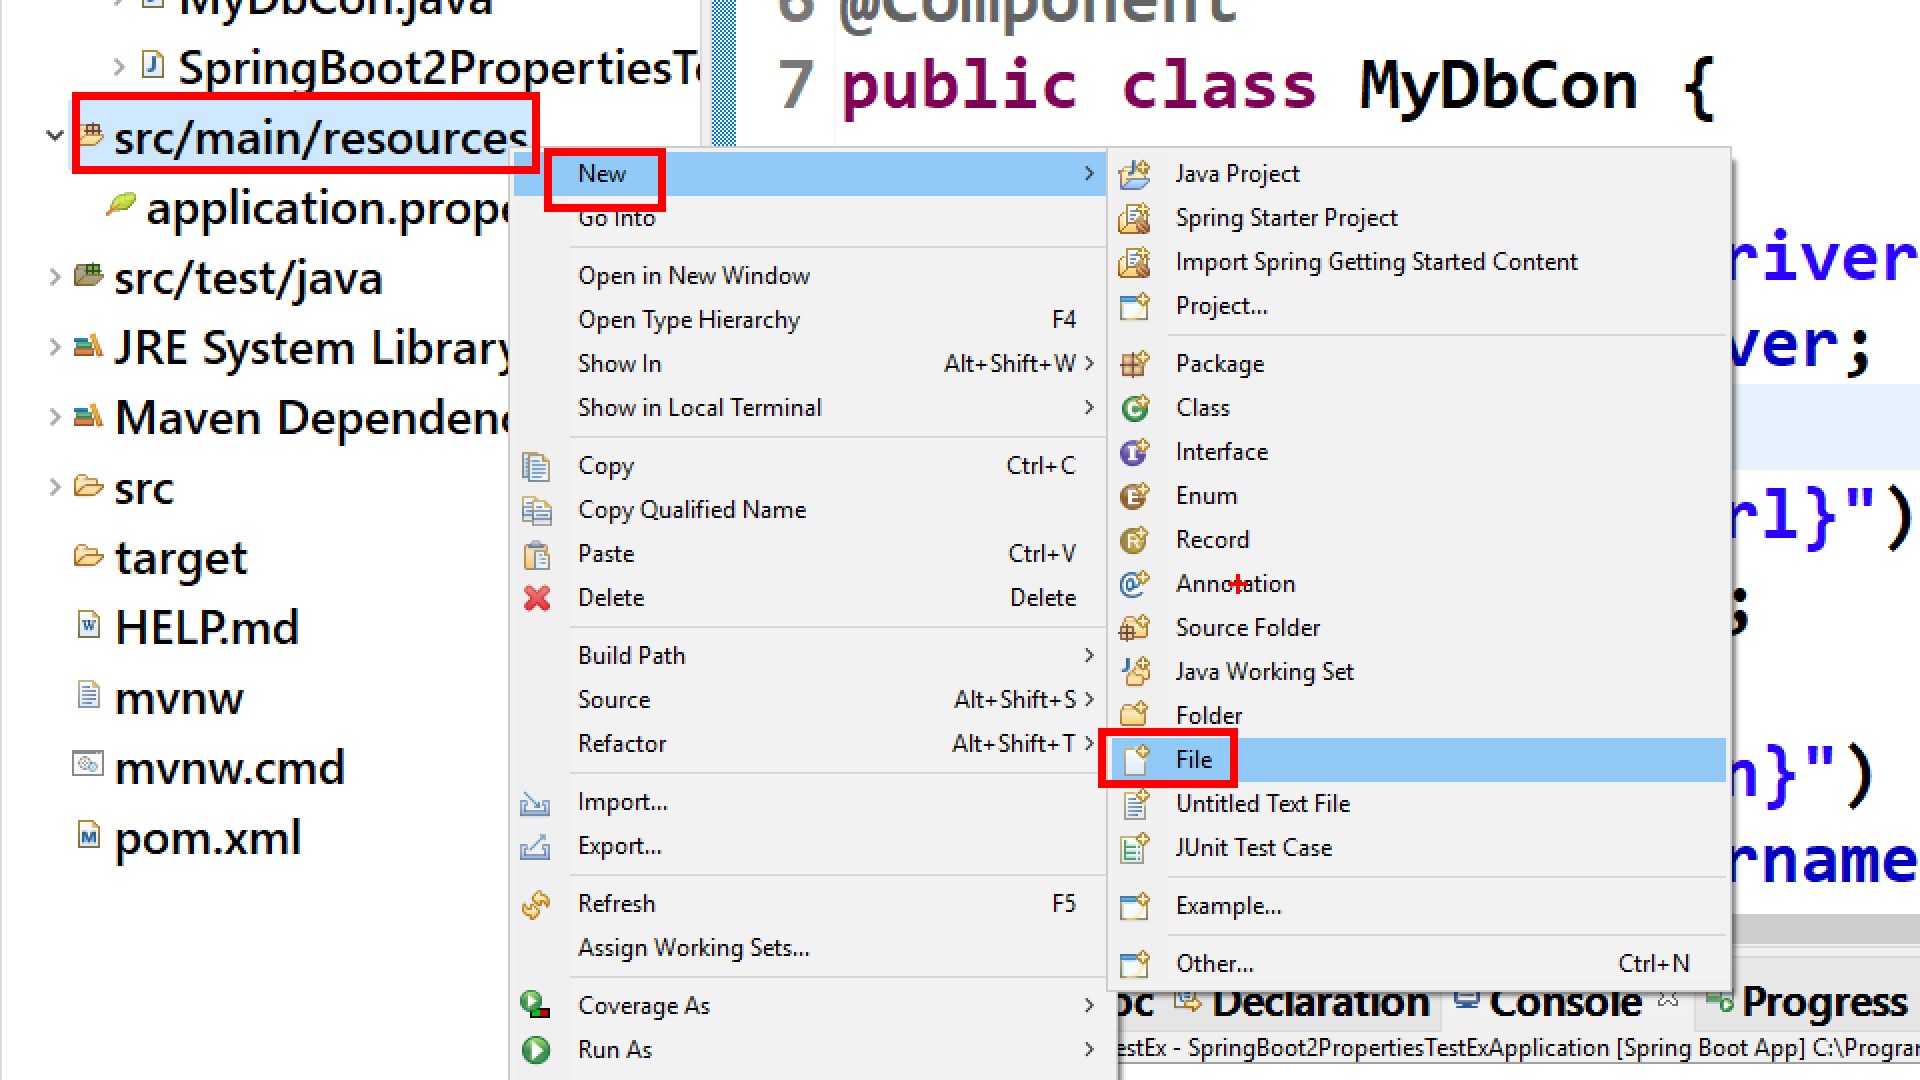 MyDbCon.java
SpringBoot2PropertiesTe
src/main/resources
application.prope
src/test/java
JRE System Library
Maven Dependenc
src
target
HELP.md
mvnw
mvnw.cmd
pom.xml
6 @Component
7 public class MyDbCon {
river
ver;
rl}")
;
n}")
rname
New
Go Into
Open in New Window
Open Type Hierarchy F4
Show In Alt+Shift+W
Show in Local Terminal
Copy Ctrl+C
Copy Qualified Name
Paste Ctrl+V
Delete Delete
Build Path
Source Alt+Shift+S
Refactor Alt+Shift+T
Import...
Export...
Refresh F5
Assign Working Sets...
Coverage As
Run As
Java Project
Spring Starter Project
Import Spring Getting Started Content
Project...
Package
Class
Interface
Enum
Record
Annotation
Source Folder
Java Working Set
Folder
File
Untitled Text File
JUnit Test Case
Example...
Other... Ctrl+N
oc Declaration Console Progress
estEx - SpringBoot2PropertiesTestExApplication [Spring Boot App] C:\Progra